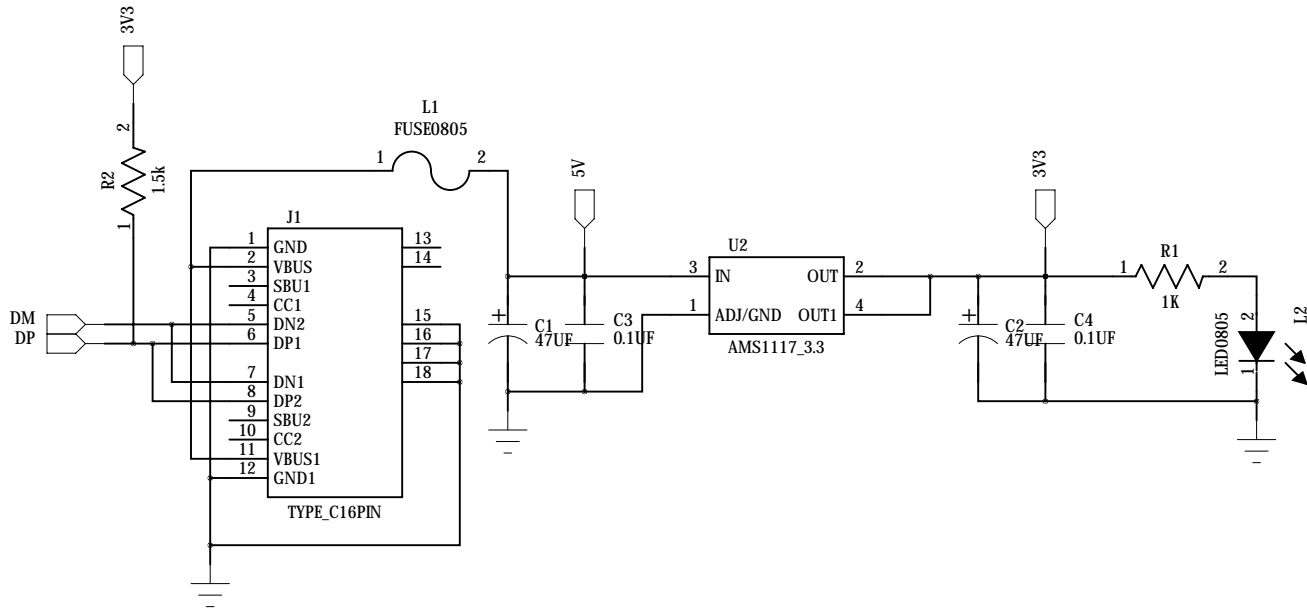 3V3
2
R2
1.5k
1
L1
FUSE0805
1
2
5V
3V3
J1
1 GND
2 VBUS
3 SBU1
4 CC1
5 DN2
6 DP1
7 DN1
8 DP2
9 SBU2
10 CC2
11 VBUS1
12 GND1
13
14
15
16
17
18
TYPE_C16PIN
DM
DP
+
C1
47UF
C3
0.1UF
U2
3 IN OUT 2
1 ADJ/GND OUT1 4
AMS1117_3.3
+
C2
47UF
C4
0.1UF
R1
1 2
1K
2
LED0805
1
L2